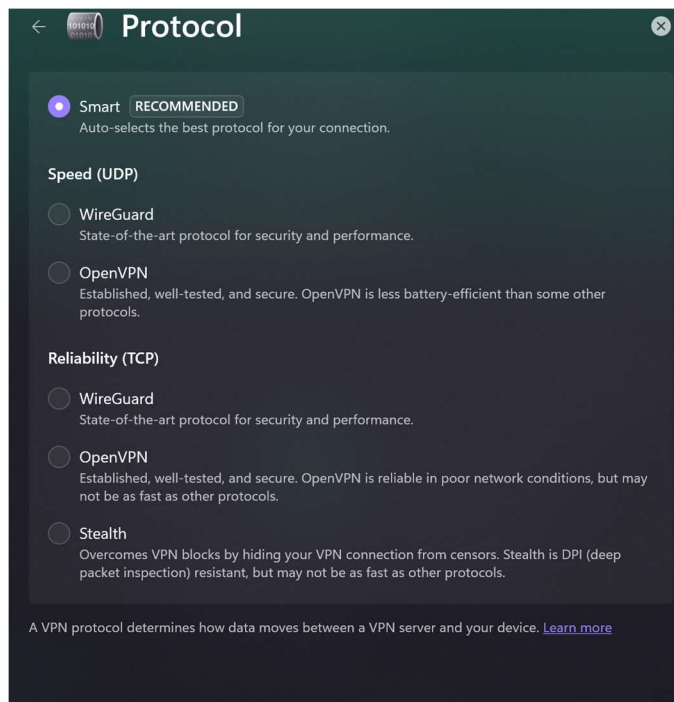 101010
01010
Protocol
Smart RECOMMENDED
Auto-selects the best protocol for your connection.
Speed (UDP)
WireGuard
State-of-the-art protocol for security and performance.
OpenVPN
Established, well-tested, and secure. OpenVPN is less battery-efficient than some other
protocols.
Reliability (TCP)
WireGuard
State-of-the-art protocol for security and performance.
OpenVPN
Established, well-tested, and secure. OpenVPN is reliable in poor network conditions, but may
not be as fast as other protocols.
Stealth
Overcomes VPN blocks by hiding your VPN connection from censors. Stealth is DPI (deep
packet inspection) resistant, but may not be as fast as other protocols.
A VPN protocol determines how data moves between a VPN server and your device. Learn more